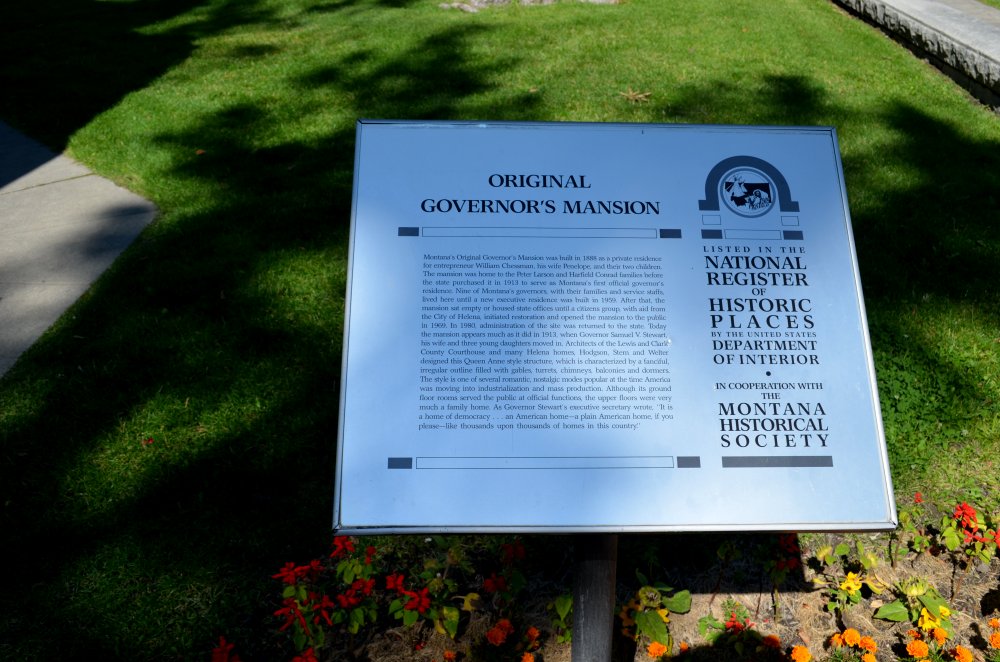 ORIGINAL
GOVERNOR'S MANSION
Montana's Original Governor's Mansion was built in 1888 as a private residence
for entrepreneur William Chessman, his wife Penelope, and their two children.
The mansion was home to the Peter Larson and Harfield Conrad families before
the state purchased it in 1913 to serve as Montana's first official governor's
residence. Nine of Montana's governors, with their families and service staffs,
lived here until a new executive residence was built in 1959. After that, the
mansion sat empty or housed state offices until a citizens group, with aid from
the City of Helena, initiated restoration and opened the mansion to the public
in 1969. In 1980, administration of the site was returned to the state. Today
the mansion appears much as it did in 1913, when Governor Samuel V. Stewart,
his wife and three young daughters moved in. Architects of the Lewis and Clark
County Courthouse and many Helena homes, Hodgson, Stem and Welter
designed this Queen Anne style structure, which is characterized by a fanciful,
irregular outline filled with gables, turrets, chimneys, balconies and dormers.
The style is one of several romantic, nostalgic modes popular at the time America
was moving into industrialization and mass production. Although its ground
floor rooms served the public at official functions, the upper floors were very
much a family home. As Governor Stewart's executive secretary wrote, "It is
a home of democracy . . . an American home—a plain American home, if you
please—like thousands upon thousands of homes in this country."
LISTED IN THE
NATIONAL
REGISTER
OF
HISTORIC
PLACES
BY THE UNITED STATES
DEPARTMENT
OF INTERIOR
•
IN COOPERATION WITH
THE
MONTANA
HISTORICAL
SOCIETY